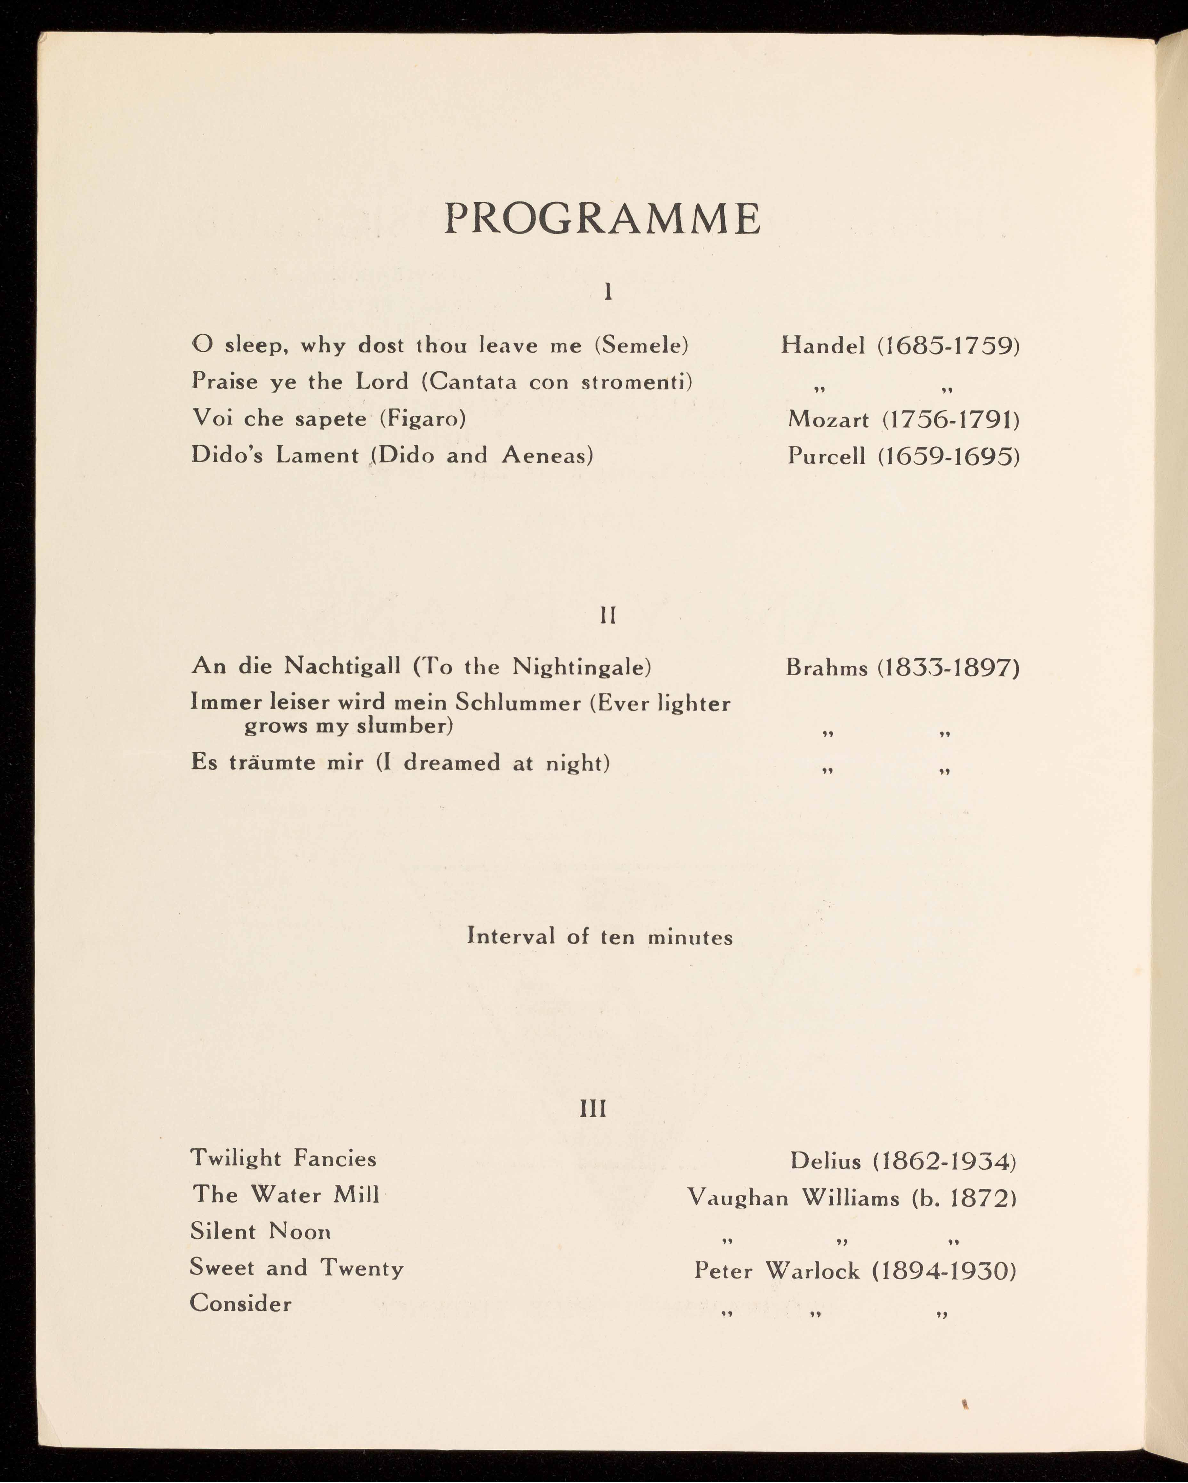 PROGRAMME
I
O sleep, why dost thou leave me (Semele) Handel (1685-1759)
Praise ye the Lord (Cantata con stromenti) „ „
Voi che sapete (Figaro) Mozart (1756-1791)
Dido's Lament (Dido and Aeneas) Purcell (1659-1695)
II
An die Nachtigall (To the Nightingale) Brahms (1833-1897)
Immer leiser wird mein Schlummer (Ever lighter
grows my slumber) „ „
Es träumte mir (I dreamed at night) „ „
Interval of ten minutes
III
Twilight Fancies Delius (1862-1934)
The Water Mill Vaughan Williams (b. 1872)
Silent Noon „ „ „
Sweet and Twenty Peter Warlock (1894-1930)
Consider „ „ „